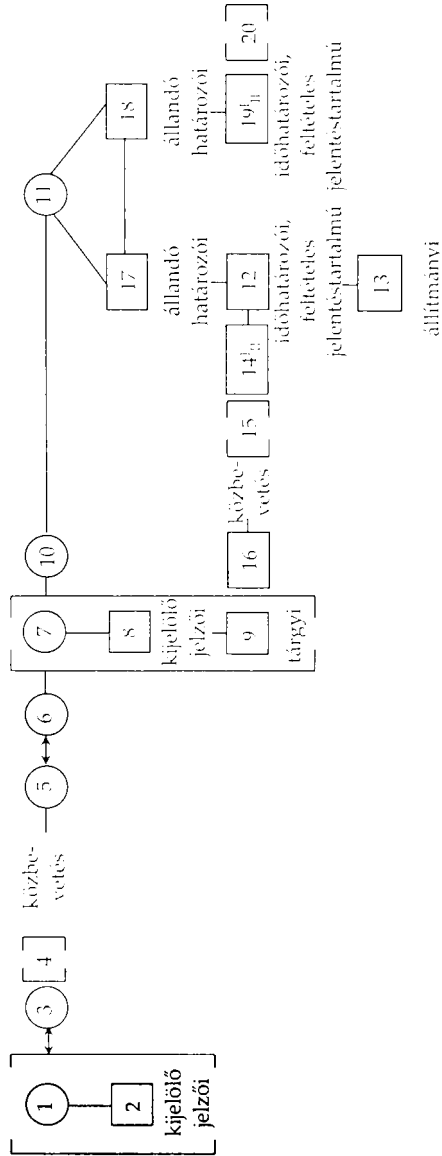 1
2
kijelölő
jelzői
3
4
közbe-
vetés
5
6
7
8
kijelölő
jelzői
9
tárgyi
10
11
17
állandó
határozói
18
állandó
határozói
16
közbe-
vetés
15
14
12
időhatározói,
feltételes
jelentéstartalmú
13
állítmányi
19
időhatározói,
feltételes
jelentéstartalmú
20